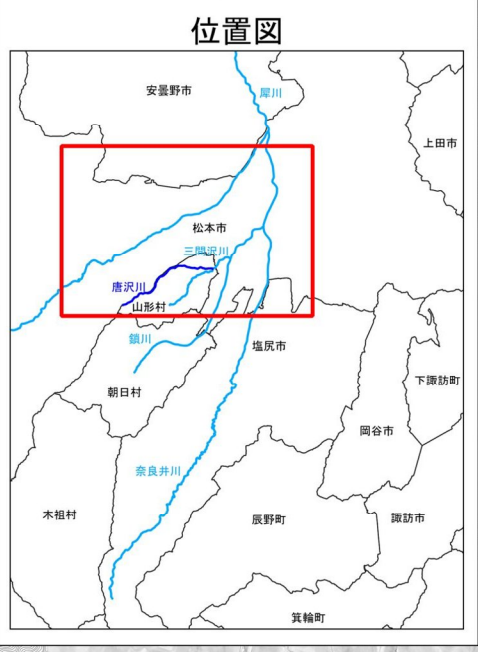 位置図
安曇野市
犀川
上田市
松本市
三間沢川
唐沢川
山形村
鎖川
塩尻市
朝日村
下諏訪町
岡谷市
奈良井川
木祖村
辰野町
諏訪市
箕輪町